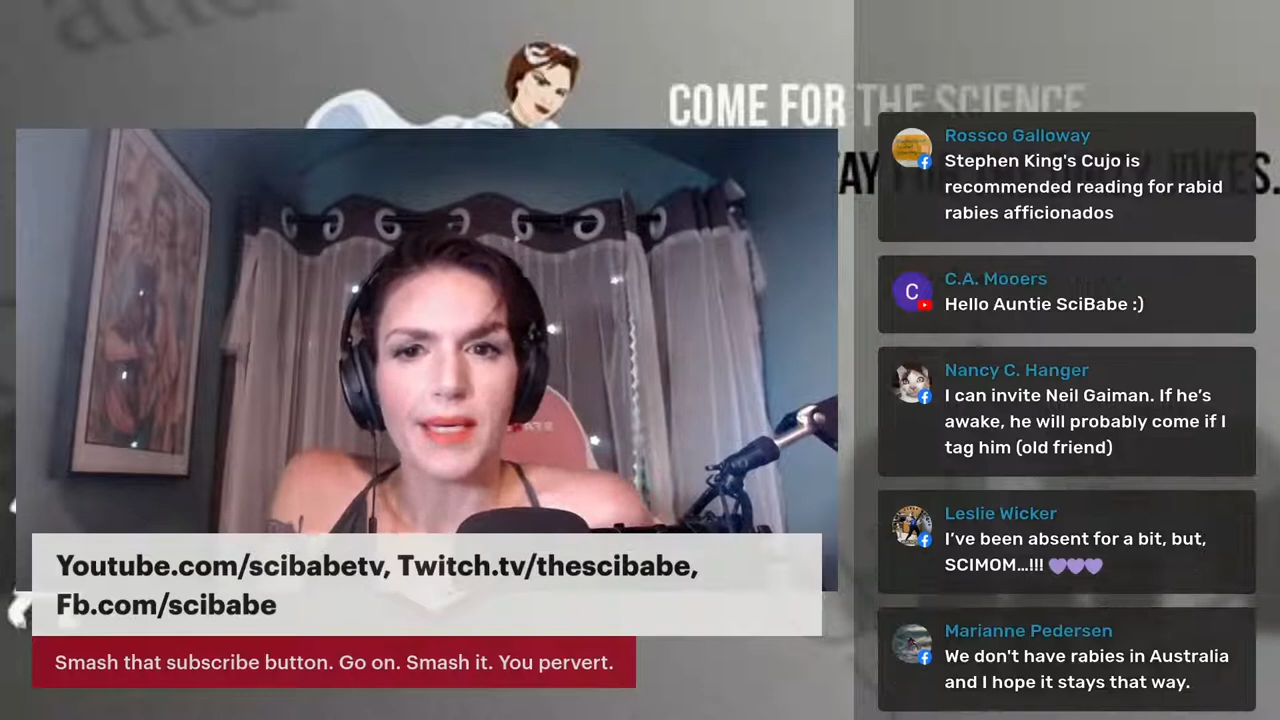 COME FOR THE SCIENCE
Rossco Galloway
Stephen King's Cujo is
recommended reading for rabid
rabies afficionados
C
C.A. Mooers
Hello Auntie SciBabe :)
Nancy C. Hanger
I can invite Neil Gaiman. If he's
awake, he will probably come if I
tag him (old friend)
Leslie Wicker
I've been absent for a bit, but,
SCIMOM...!!! 💜💜💜
Marianne Pedersen
We don't have rabies in Australia
and I hope it stays that way.
Youtube.com/scibabetv, Twitch.tv/thescibabe,
Fb.com/scibabe
Smash that subscribe button. Go on. Smash it. You pervert.